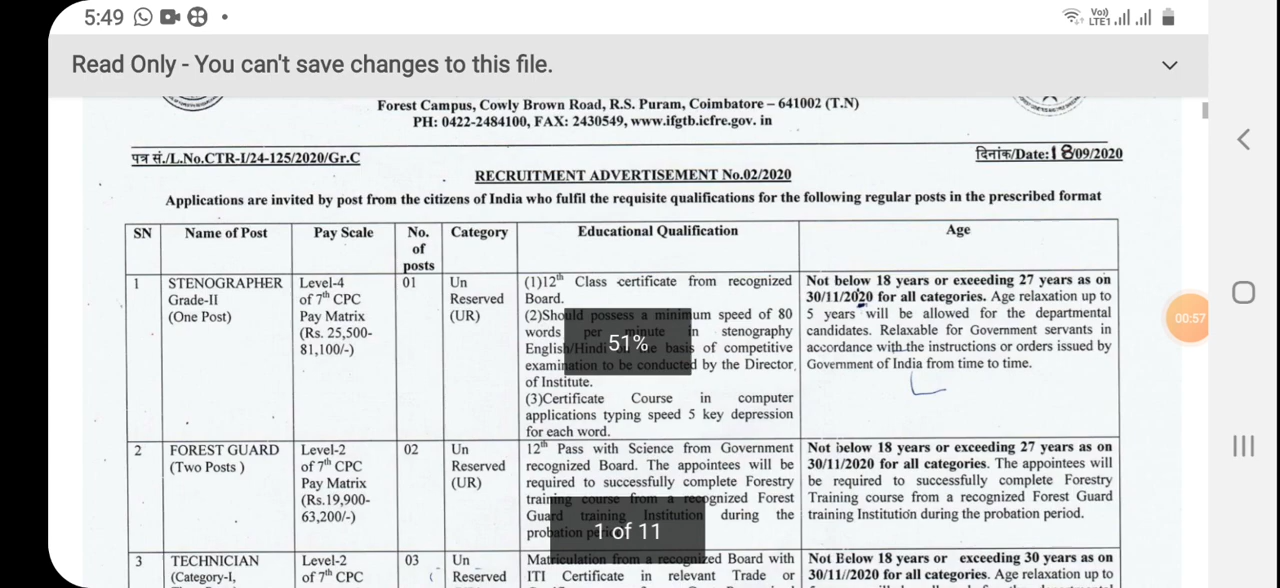 5:49
Vo)) LTE1
Read Only - You can't save changes to this file.
Forest Campus, Cowly Brown Road, R.S. Puram, Coimbatore – 641002 (T.N)
PH: 0422-2484100, FAX: 2430549, www.ifgtb.icfre.gov. in
पत्र सं./L.No.CTR-I/24-125/2020/Gr.C
दिनांक/Date:18/09/2020
RECRUITMENT ADVERTISEMENT No.02/2020
Applications are invited by post from the citizens of India who fulfil the requisite qualifications for the following regular posts in the prescribed format
SN
Name of Post
Pay Scale
No. of posts
Category
Educational Qualification
Age
1
STENOGRAPHER
Grade-II
(One Post)
Level-4
of 7th CPC
Pay Matrix
(Rs. 25,500-
81,100/-)
01
Un
Reserved
(UR)
(1)12th Class certificate from recognized
Board.
(2)Should possess a minimum speed of 80
words per minute in stenography
English/Hindi on the basis of competitive
examination to be conducted by the Director
of Institute.
(3)Certificate Course in computer
applications typing speed 5 key depression
for each word.
Not below 18 years or exceeding 27 years as on
30/11/2020 for all categories. Age relaxation up to
5 years will be allowed for the departmental
candidates. Relaxable for Government servants in
accordance with the instructions or orders issued by
Government of India from time to time.
51%
00:57
2
FOREST GUARD
(Two Posts )
Level-2
of 7th CPC
Pay Matrix
(Rs.19,900-
63,200/-)
02
Un
Reserved
(UR)
12th Pass with Science from Government
recognized Board. The appointees will be
required to successfully complete Forestry
training course from a recognized Forest
Guard training Institution during the
probation period.
Not below 18 years or exceeding 27 years as on
30/11/2020 for all categories. The appointees will
be required to successfully complete Forestry
Training course from a recognized Forest Guard
training Institution during the probation period.
1 of 11
3
TECHNICIAN
(Category-I,
Level-2
of 7th CPC
03
Un
Reserved
Matriculation from a recognized Board with
ITI Certificate in relevant Trade or
Not Below 18 years or exceeding 30 years as on
30/11//2020 for all categories. Age relaxation up to